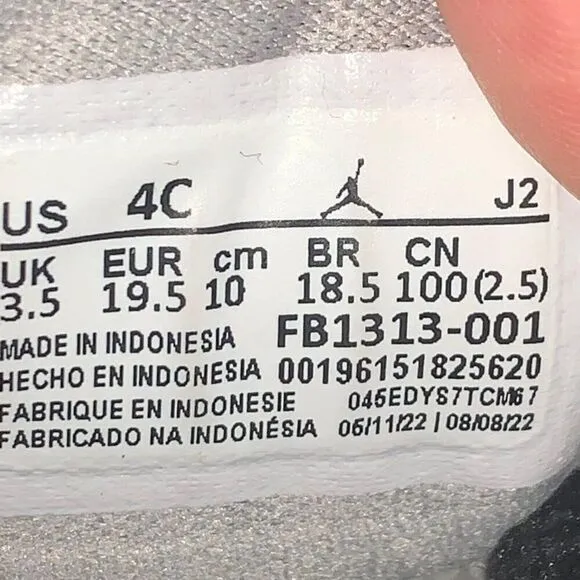 US 4C J2
UK EUR cm BR CN
3.5 19.5 10 18.5 100(2.5)
MADE IN INDONESIA FB1313-001
HECHO EN INDONESIA 00196151825620
FABRIQUE EN INDONESIE 045EDYS7TCM67
FABRICADO NA INDONÉSIA 05/11/22 | 08/08/22